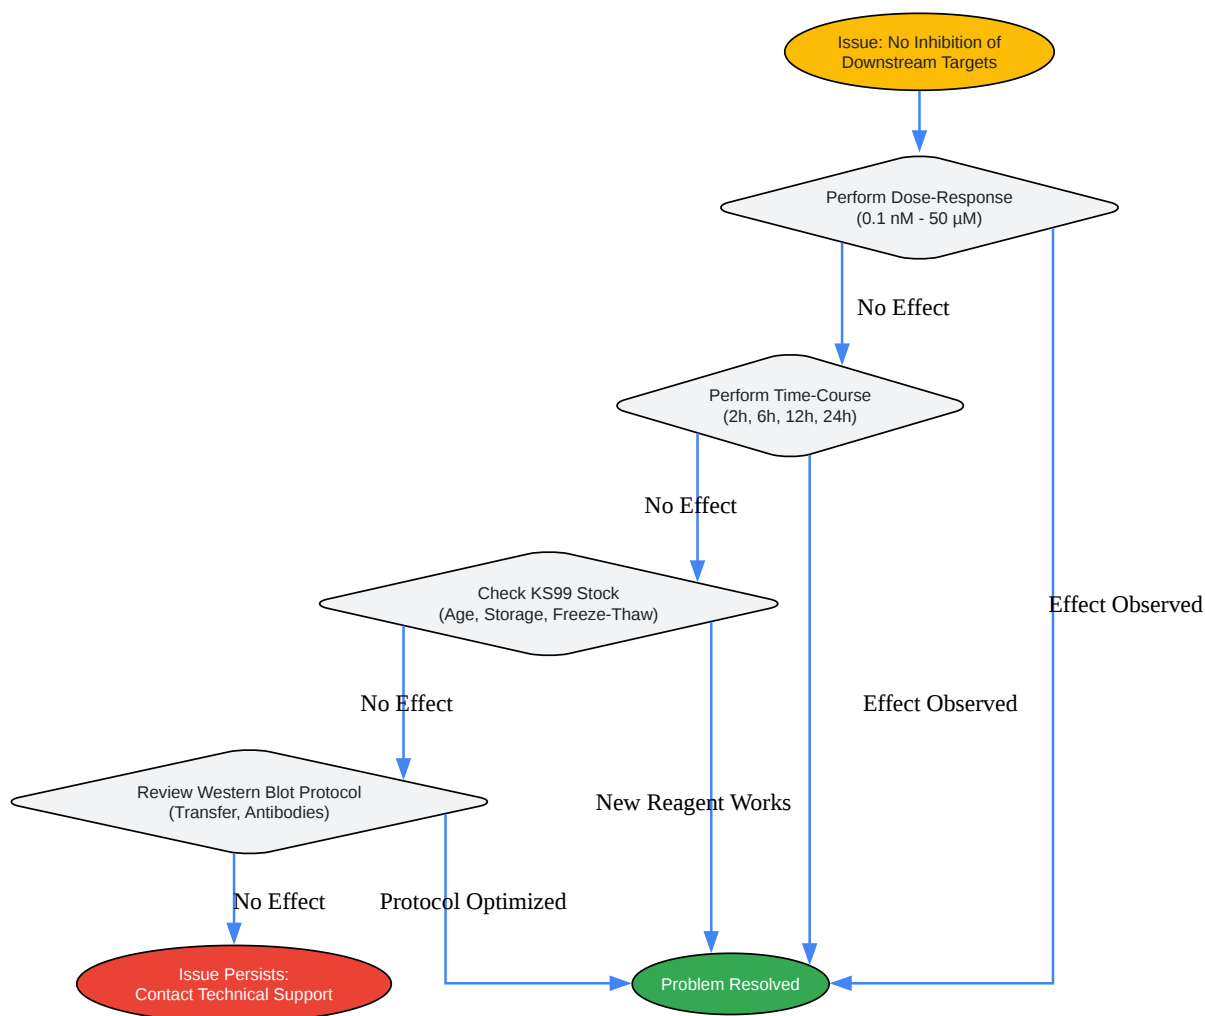 Issue: No Inhibition of
Downstream Targets
Perform Dose-Response
(0.1 nM - 50 µM)
No Effect
Perform Time-Course
(2h, 6h, 12h, 24h)
No Effect
Check KS99 Stock
(Age, Storage, Freeze-Thaw)
Effect Observed
No Effect
Effect Observed
Review Western Blot Protocol
(Transfer, Antibodies)
New Reagent Works
No Effect
Protocol Optimized
Issue Persists:
Contact Technical Support
Problem Resolved